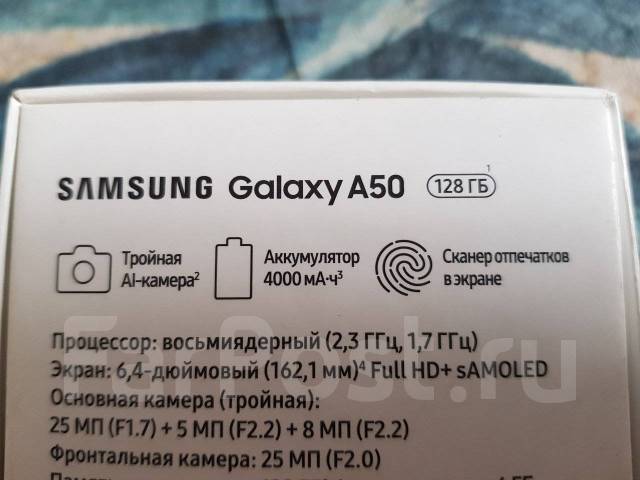 SAMSUNG Galaxy A50 128 ГБ¹
Тройная
AI-камера²
Аккумулятор
4000 мА·ч³
Сканер отпечатков
в экране
Процессор: восьмиядерный (2,3 ГГц, 1,7 ГГц)
Экран: 6,4-дюймовый (162,1 мм)⁴ Full HD+ sAMOLED
Основная камера (тройная):
25 МП (F1.7) + 5 МП (F2.2) + 8 МП (F2.2)
Фронтальная камера: 25 МП (F2.0)
FarPost.ru